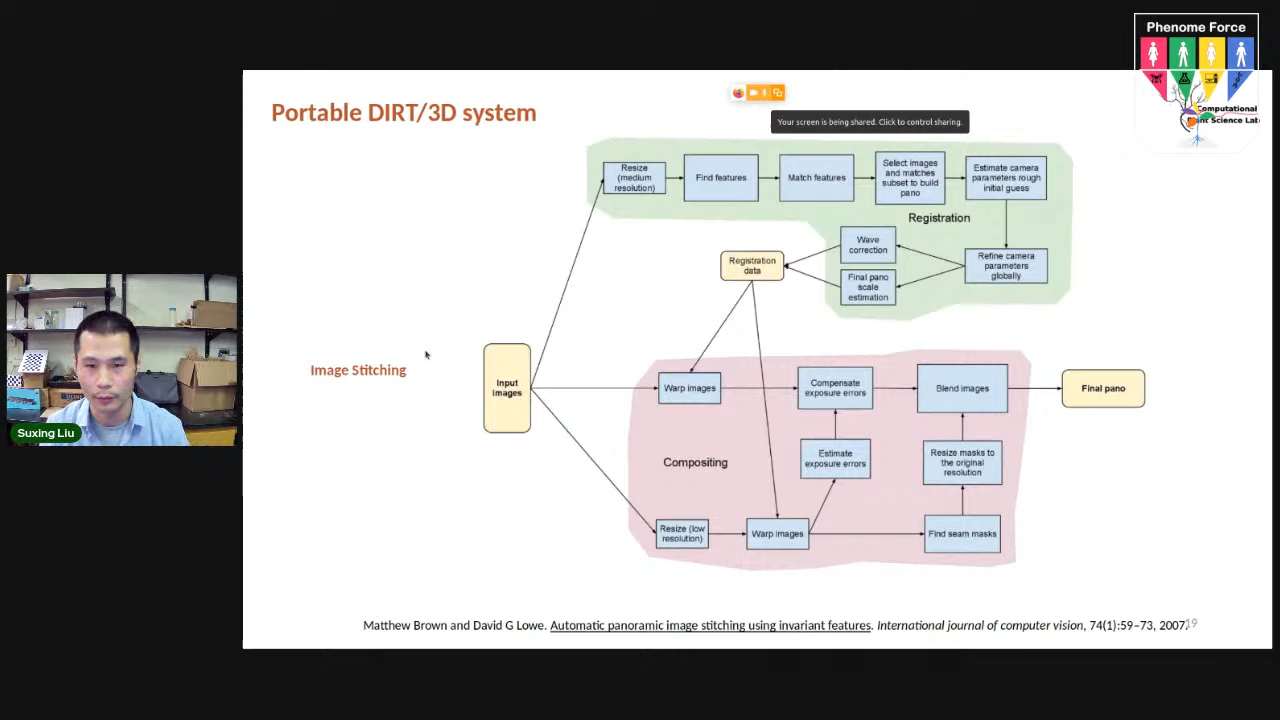 Phenome Force
Computational
nt Science Lab
Portable DIRT/3D system
Your screen is being shared. Click to control sharing.
Resize
(medium
resolution)
Find features
Match features
Select images
and matches
subset to build
pano
Estimate camera
parameters rough
initial guess
Registration
Wave
correction
Refine camera
parameters
globally
Registration
data
Final pano
scale
estimation
Image Stitching
Input
images
Warp images
Compensate
exposure errors
Blend images
Final pano
Compositing
Estimate
exposure errors
Resize masks to
the original
resolution
Resize (low
resolution)
Warp images
Find seam masks
Suxing Liu
Matthew Brown and David G Lowe. Automatic panoramic image stitching using invariant features. International journal of computer vision, 74(1):59–73, 2007.
19